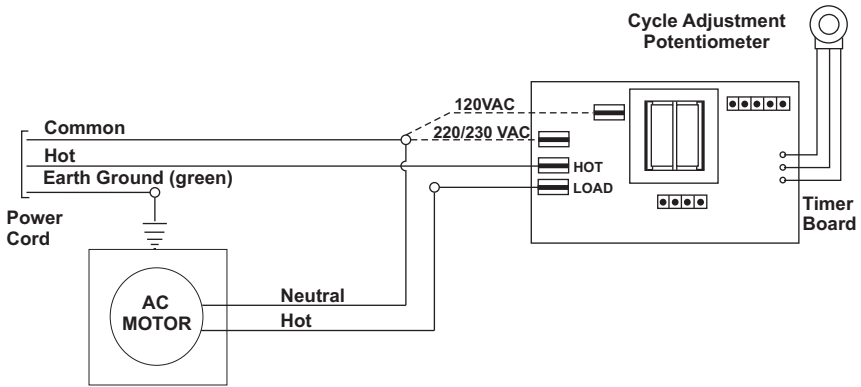 Cycle Adjustment
Potentiometer
120VAC
Common
220/230 VAC
Hot
HOT
Earth Ground (green)
LOAD
Power
Cord
Timer
Board
Neutral
AC
MOTOR
Hot